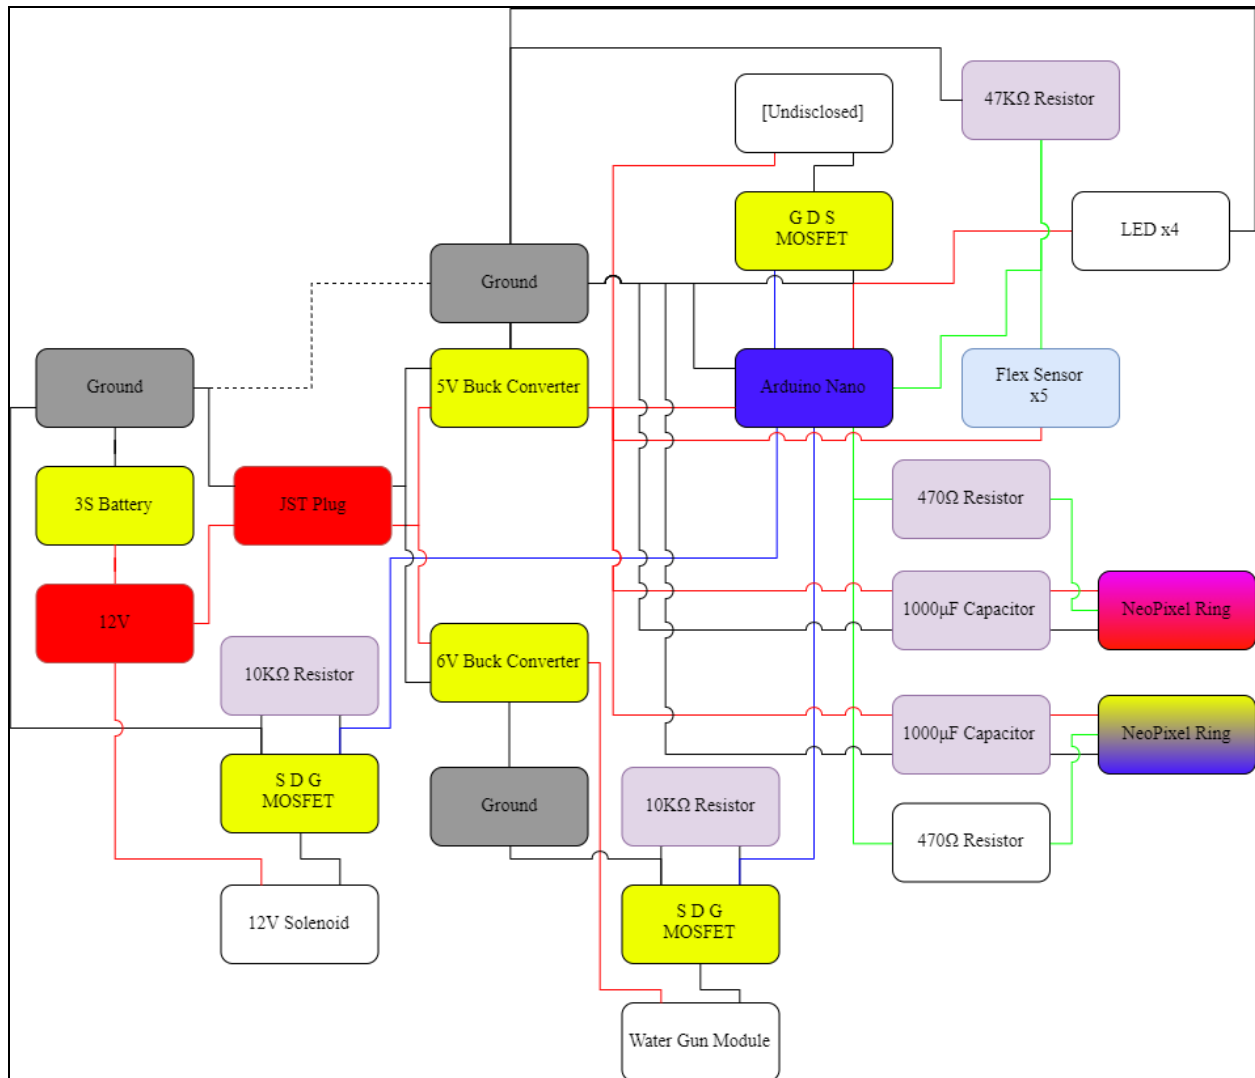 47KΩ Resistor
[Undisclosed]
G D S
MOSFET
LED x4
Ground
Ground
5V Buck Converter
Arduino Nano
Flex Sensor
x5
3S Battery
JST Plug
470Ω Resistor
12V
1000μF Capacitor
NeoPixel Ring
10KΩ Resistor
6V Buck Converter
1000μF Capacitor
NeoPixel Ring
S D G
MOSFET
Ground
10KΩ Resistor
470Ω Resistor
12V Solenoid
S D G
MOSFET
Water Gun Module